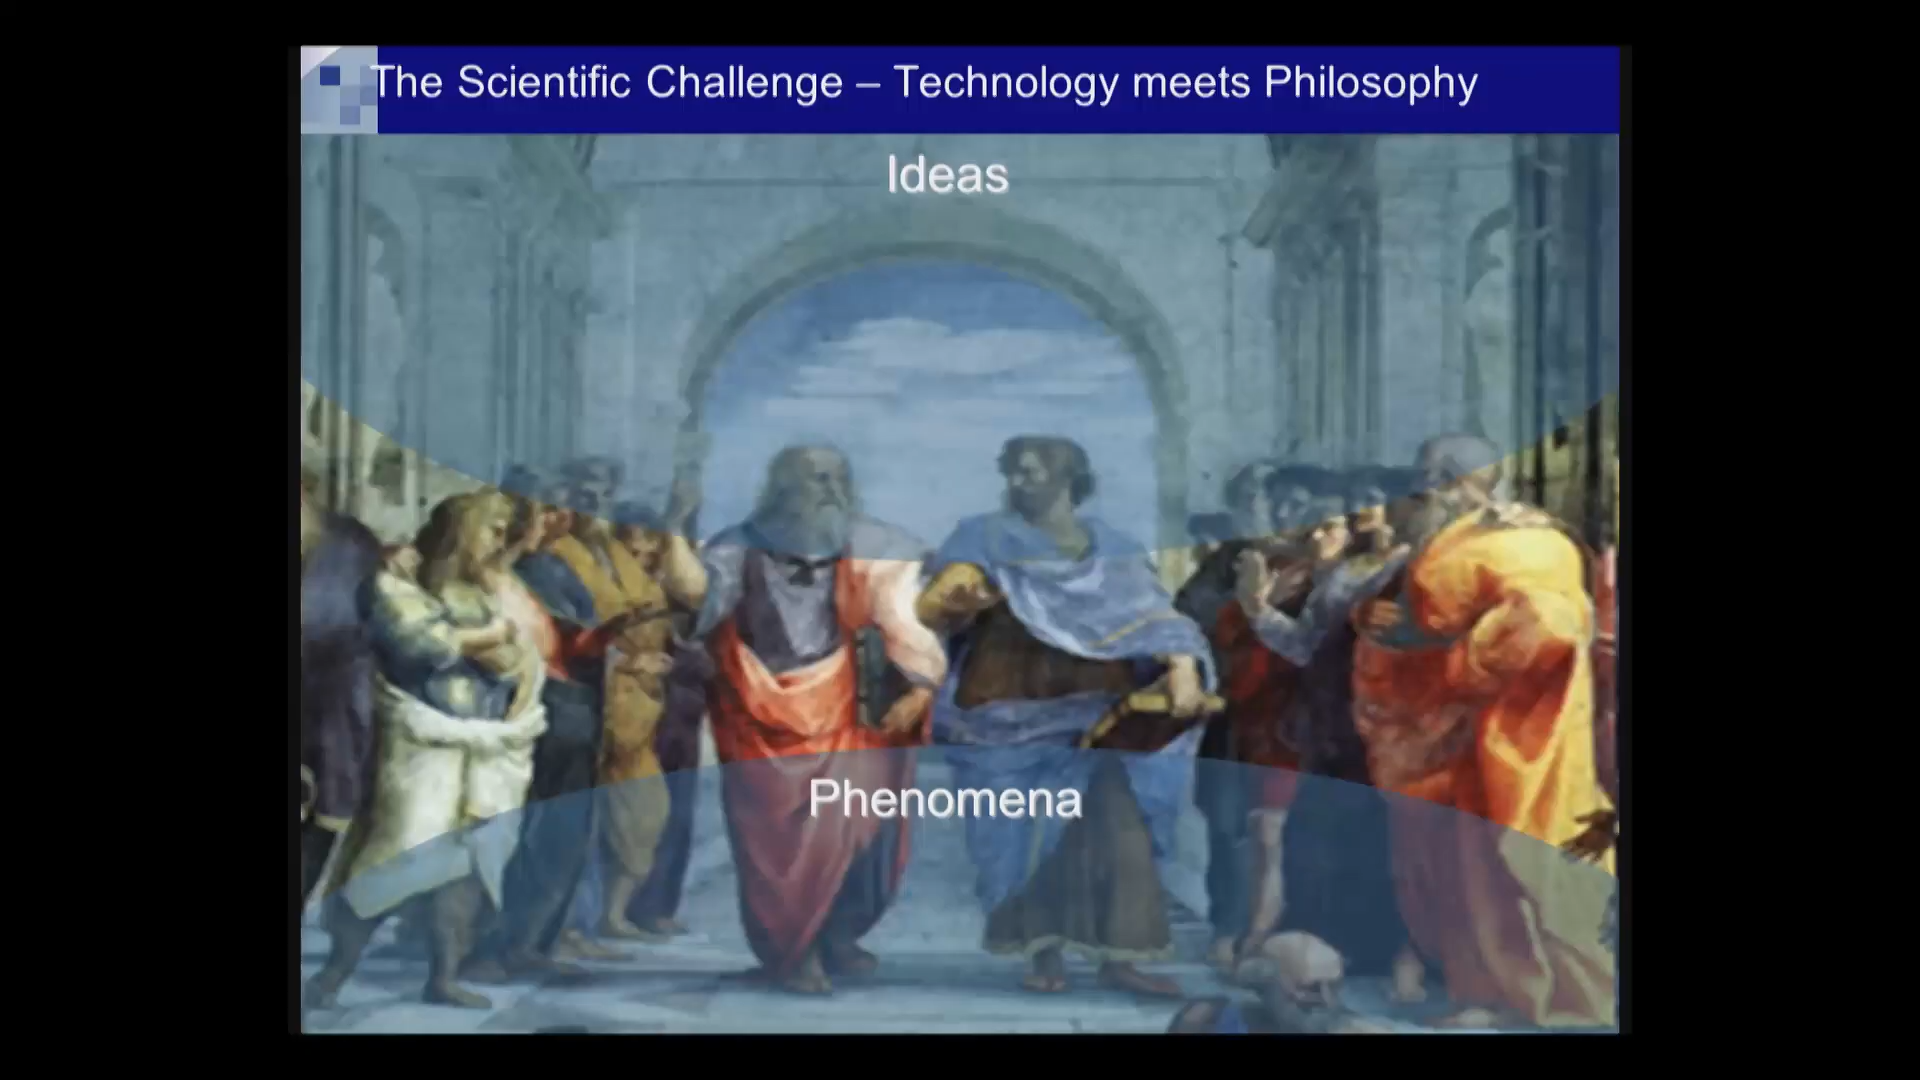 The Scientific Challenge – Technology meets Philosophy
Ideas
Phenomena